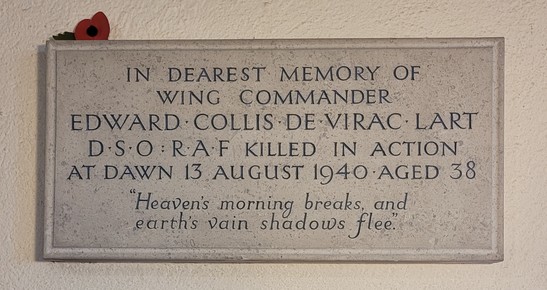 IN DEAREST MEMORY OF
WING COMMANDER
EDWARD·COLLIS·DE·VIRAC·LART
D·S·O:R·A·F KILLED IN ACTION
AT DAWN 13 AUGUST 1940·AGED 38
"Heaven's morning breaks, and
earth's vain shadows flee."